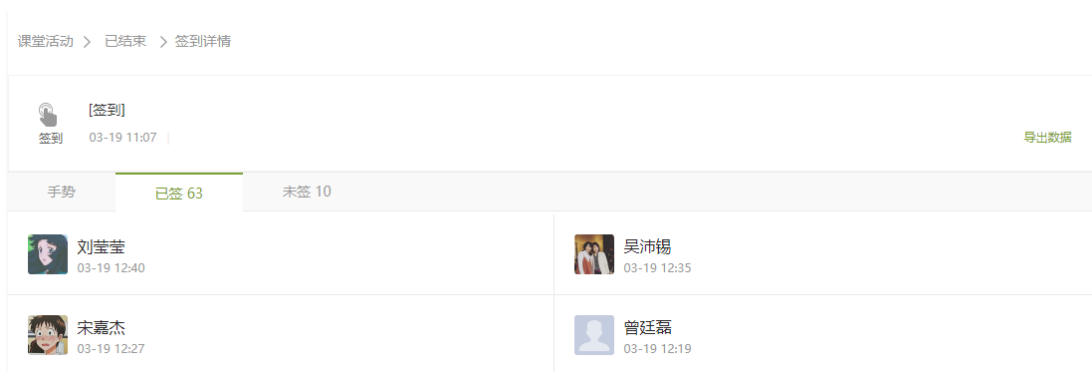 课堂活动 > 已结束 > 签到详情
[签到]
签到 03-19 11:07
导出数据
手势 已签 63 未签 10
刘莹莹
03-19 12:40
吴沛锡
03-19 12:35
宋嘉杰
03-19 12:27
曾廷磊
03-19 12:19